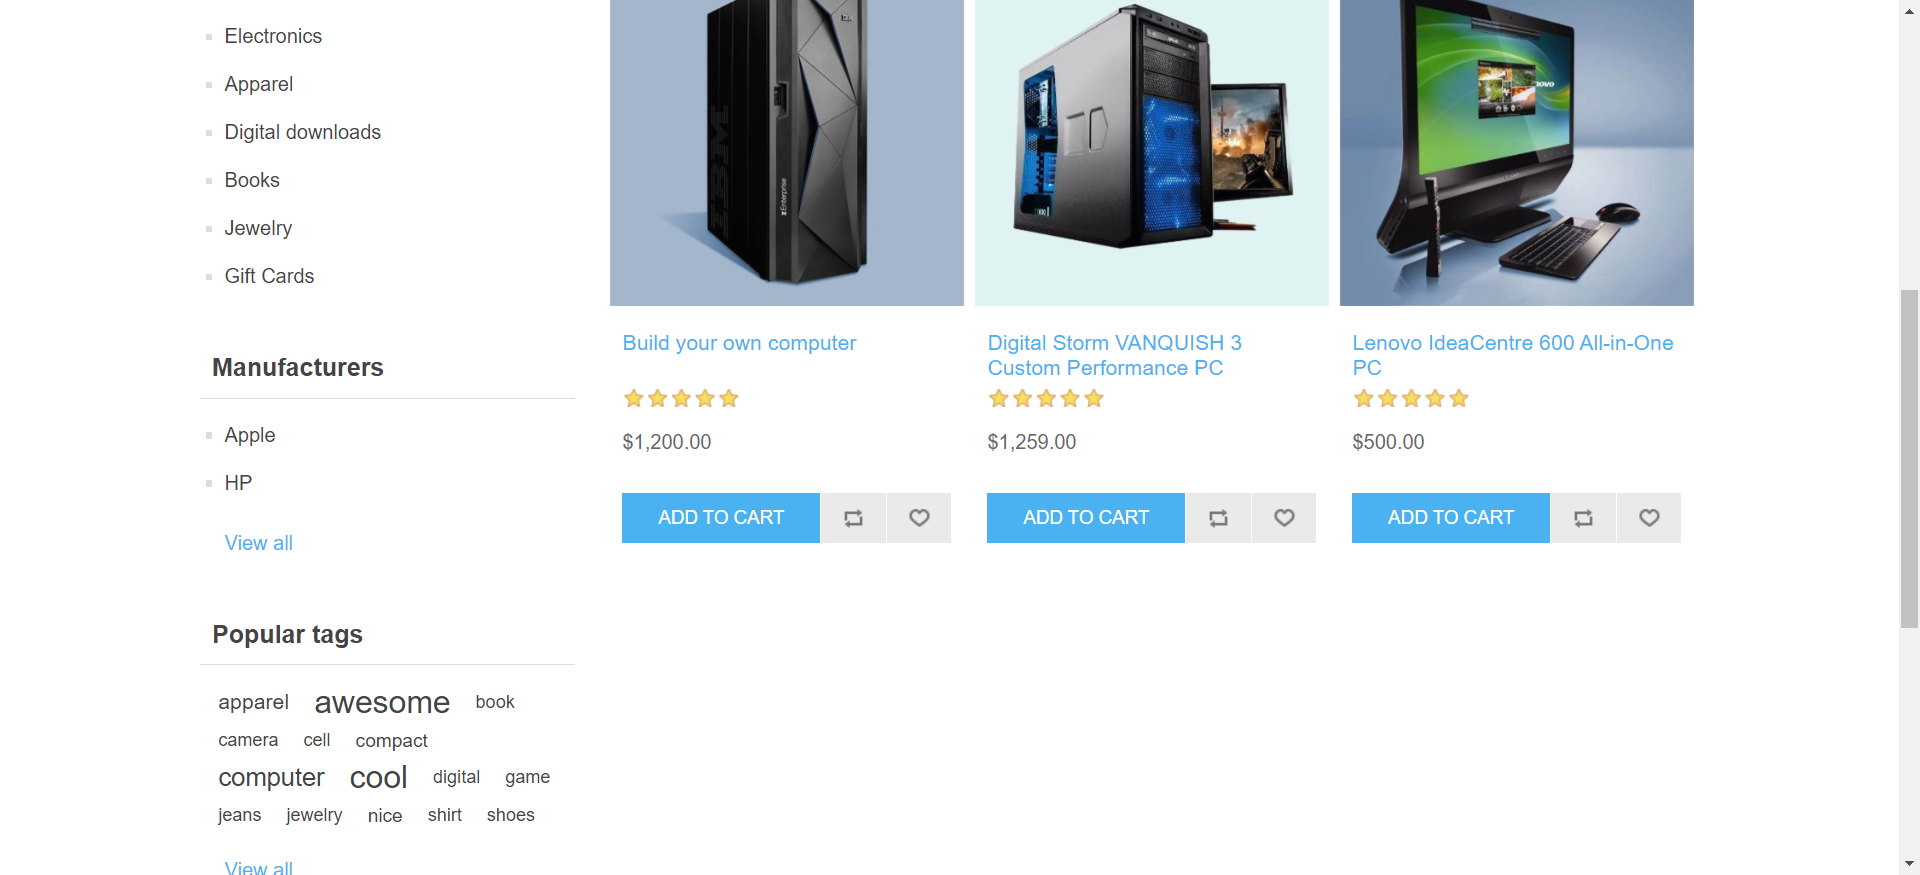 Electronics
Apparel
Digital downloads
Books
Jewelry
Gift Cards
Manufacturers
Apple
HP
View all
Popular tags
apparel awesome book
camera cell compact
computer cool digital game
jeans jewelry nice shirt shoes
View all
IBM
IBM
zEnterprise
Build your own computer
$1,200.00
ADD TO CART
Digital Storm VANQUISH 3
Custom Performance PC
$1,259.00
ADD TO CART
Lenovo IdeaCentre 600 All-in-One
PC
$500.00
ADD TO CART